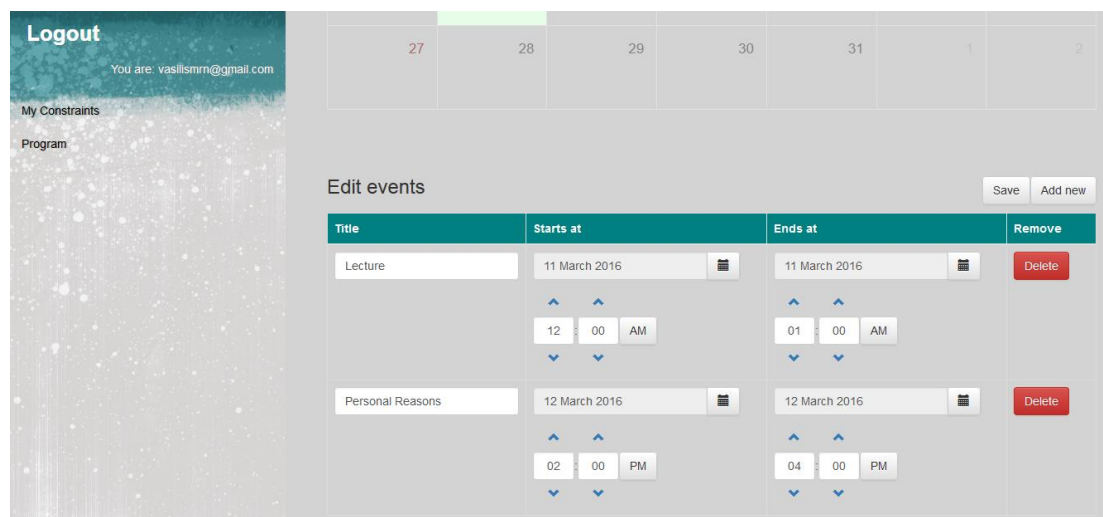 Logout
You are: vasilismrn@gmail.com
My Constraints
Program
27 28 29 30 31 1 2
Edit events
Save Add new
Title Starts at Ends at Remove
Lecture 11 March 2016 11 March 2016 Delete
12 : 00 AM 01 : 00 AM
Personal Reasons 12 March 2016 12 March 2016 Delete
02 : 00 PM 04 : 00 PM